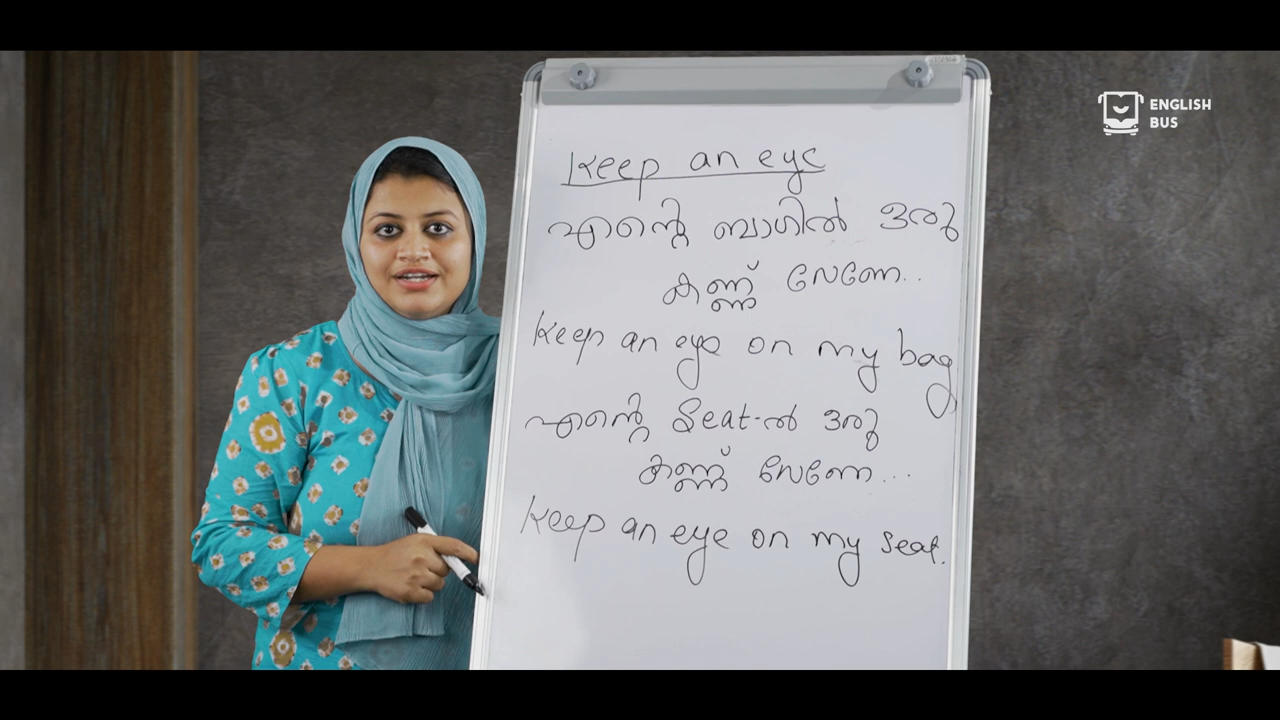 ENGLISH
BUS
Keep an eye
എന്റെ ബാഗിൽ ഒരു
കണ്ണ് വേണേ..
Keep an eye on my bag
എന്റെ Seat-ൽ ഒരു
കണ്ണ് വേണേ...
Keep an eye on my seat.